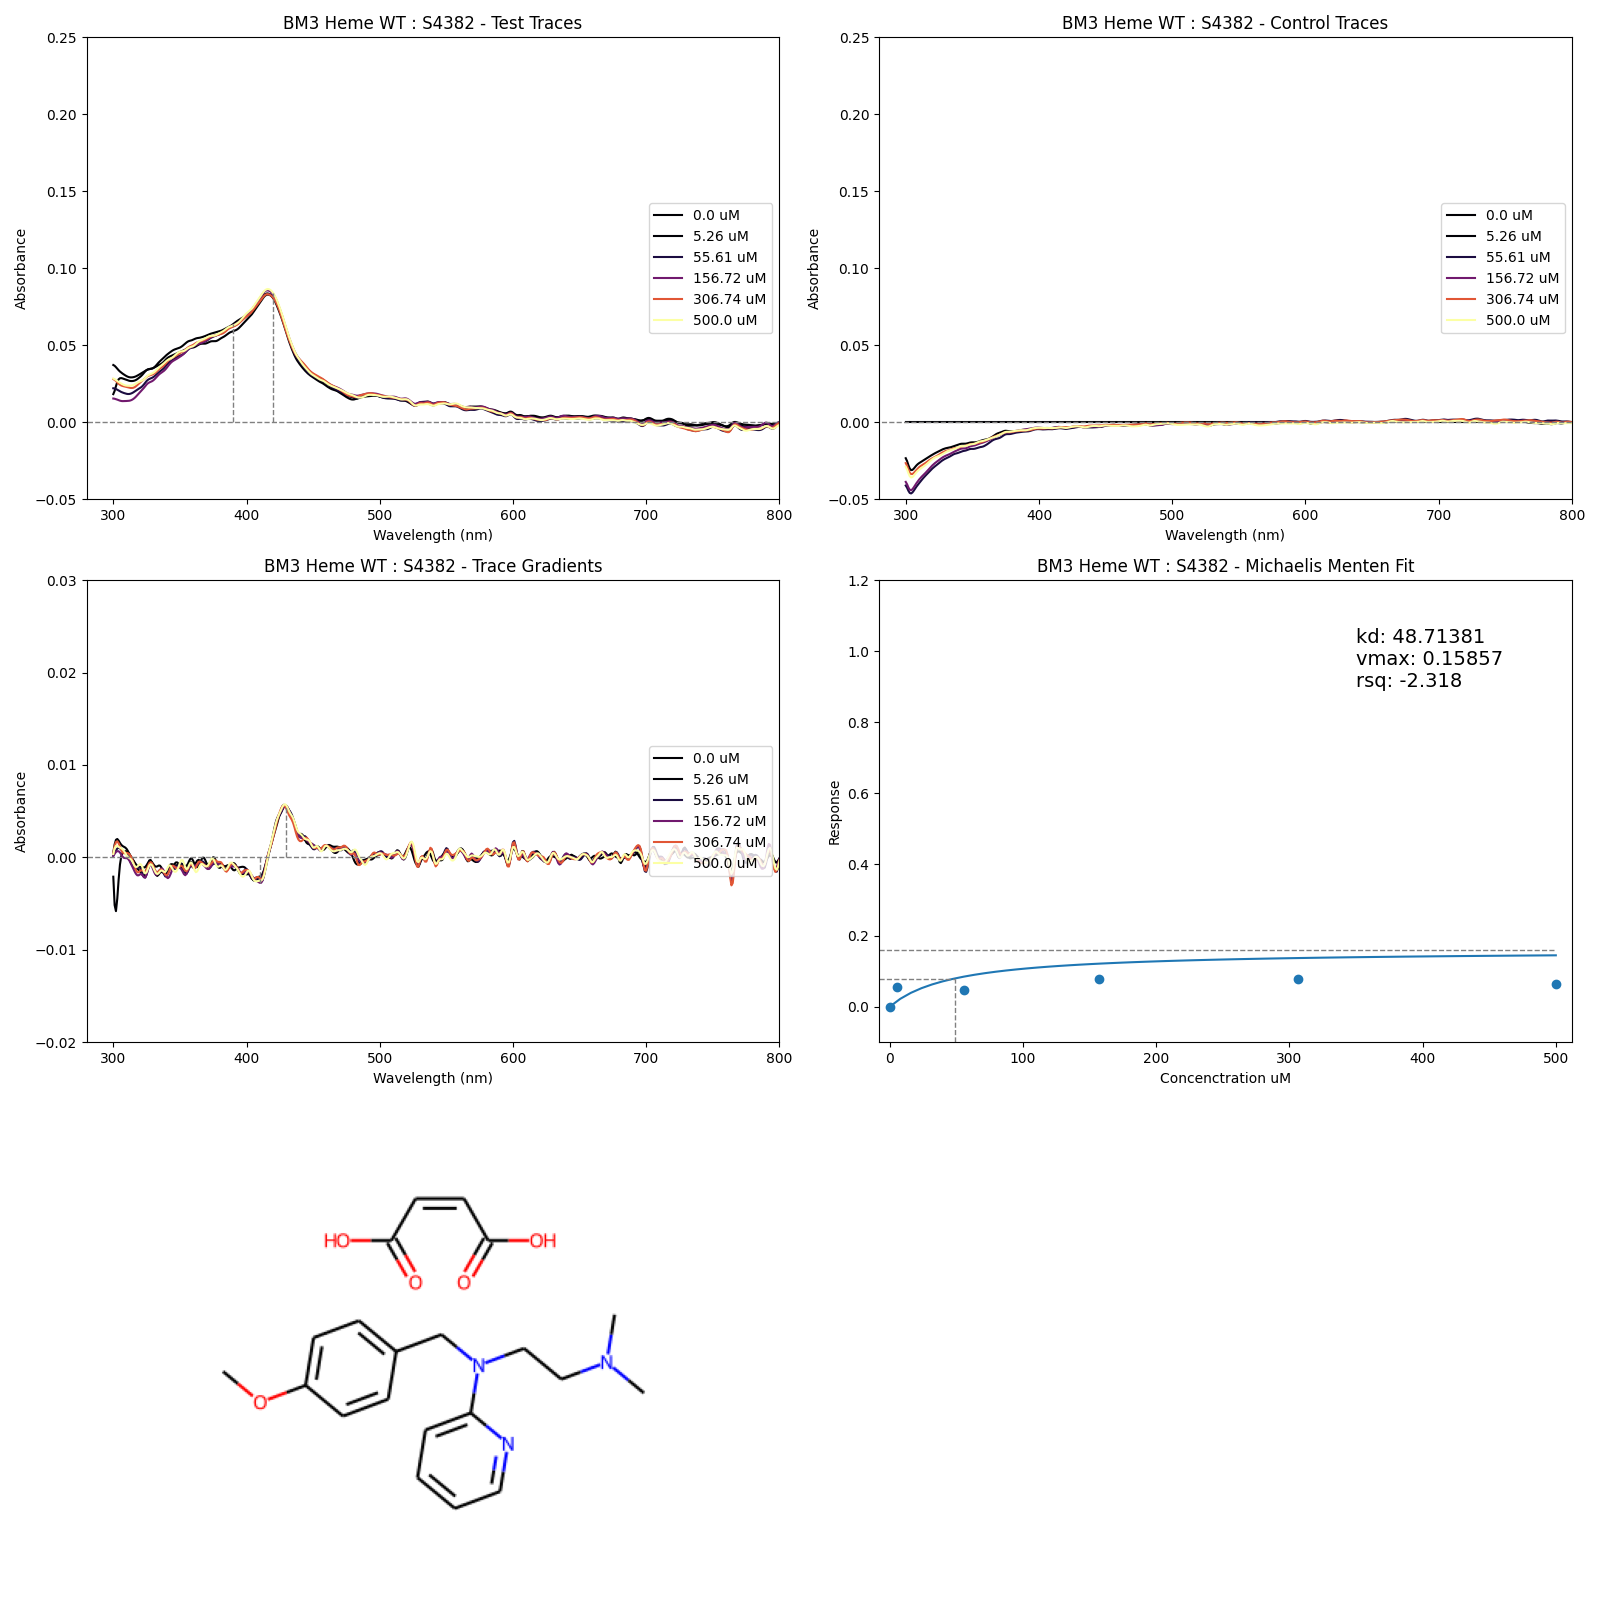 BM3 Heme WT : S4382 - Test Traces
0.25
0.20
0.15
0.10
0.05
0.00
−0.05
Absorbance
300 400 500 600 700 800
Wavelength (nm)
0.0 uM
5.26 uM
55.61 uM
156.72 uM
306.74 uM
500.0 uM
BM3 Heme WT : S4382 - Control Traces
0.25
0.20
0.15
0.10
0.05
0.00
−0.05
Absorbance
300 400 500 600 700 800
Wavelength (nm)
0.0 uM
5.26 uM
55.61 uM
156.72 uM
306.74 uM
500.0 uM
BM3 Heme WT : S4382 - Trace Gradients
0.03
0.02
0.01
0.00
−0.01
−0.02
Absorbance
300 400 500 600 700 800
Wavelength (nm)
0.0 uM
5.26 uM
55.61 uM
156.72 uM
306.74 uM
500.0 uM
BM3 Heme WT : S4382 - Michaelis Menten Fit
1.2
1.0
0.8
0.6
0.4
0.2
0.0
Response
0 100 200 300 400 500
Concenctration uM
kd: 48.71381
vmax: 0.15857
rsq: -2.318
HO OH
O O
N N
O
N